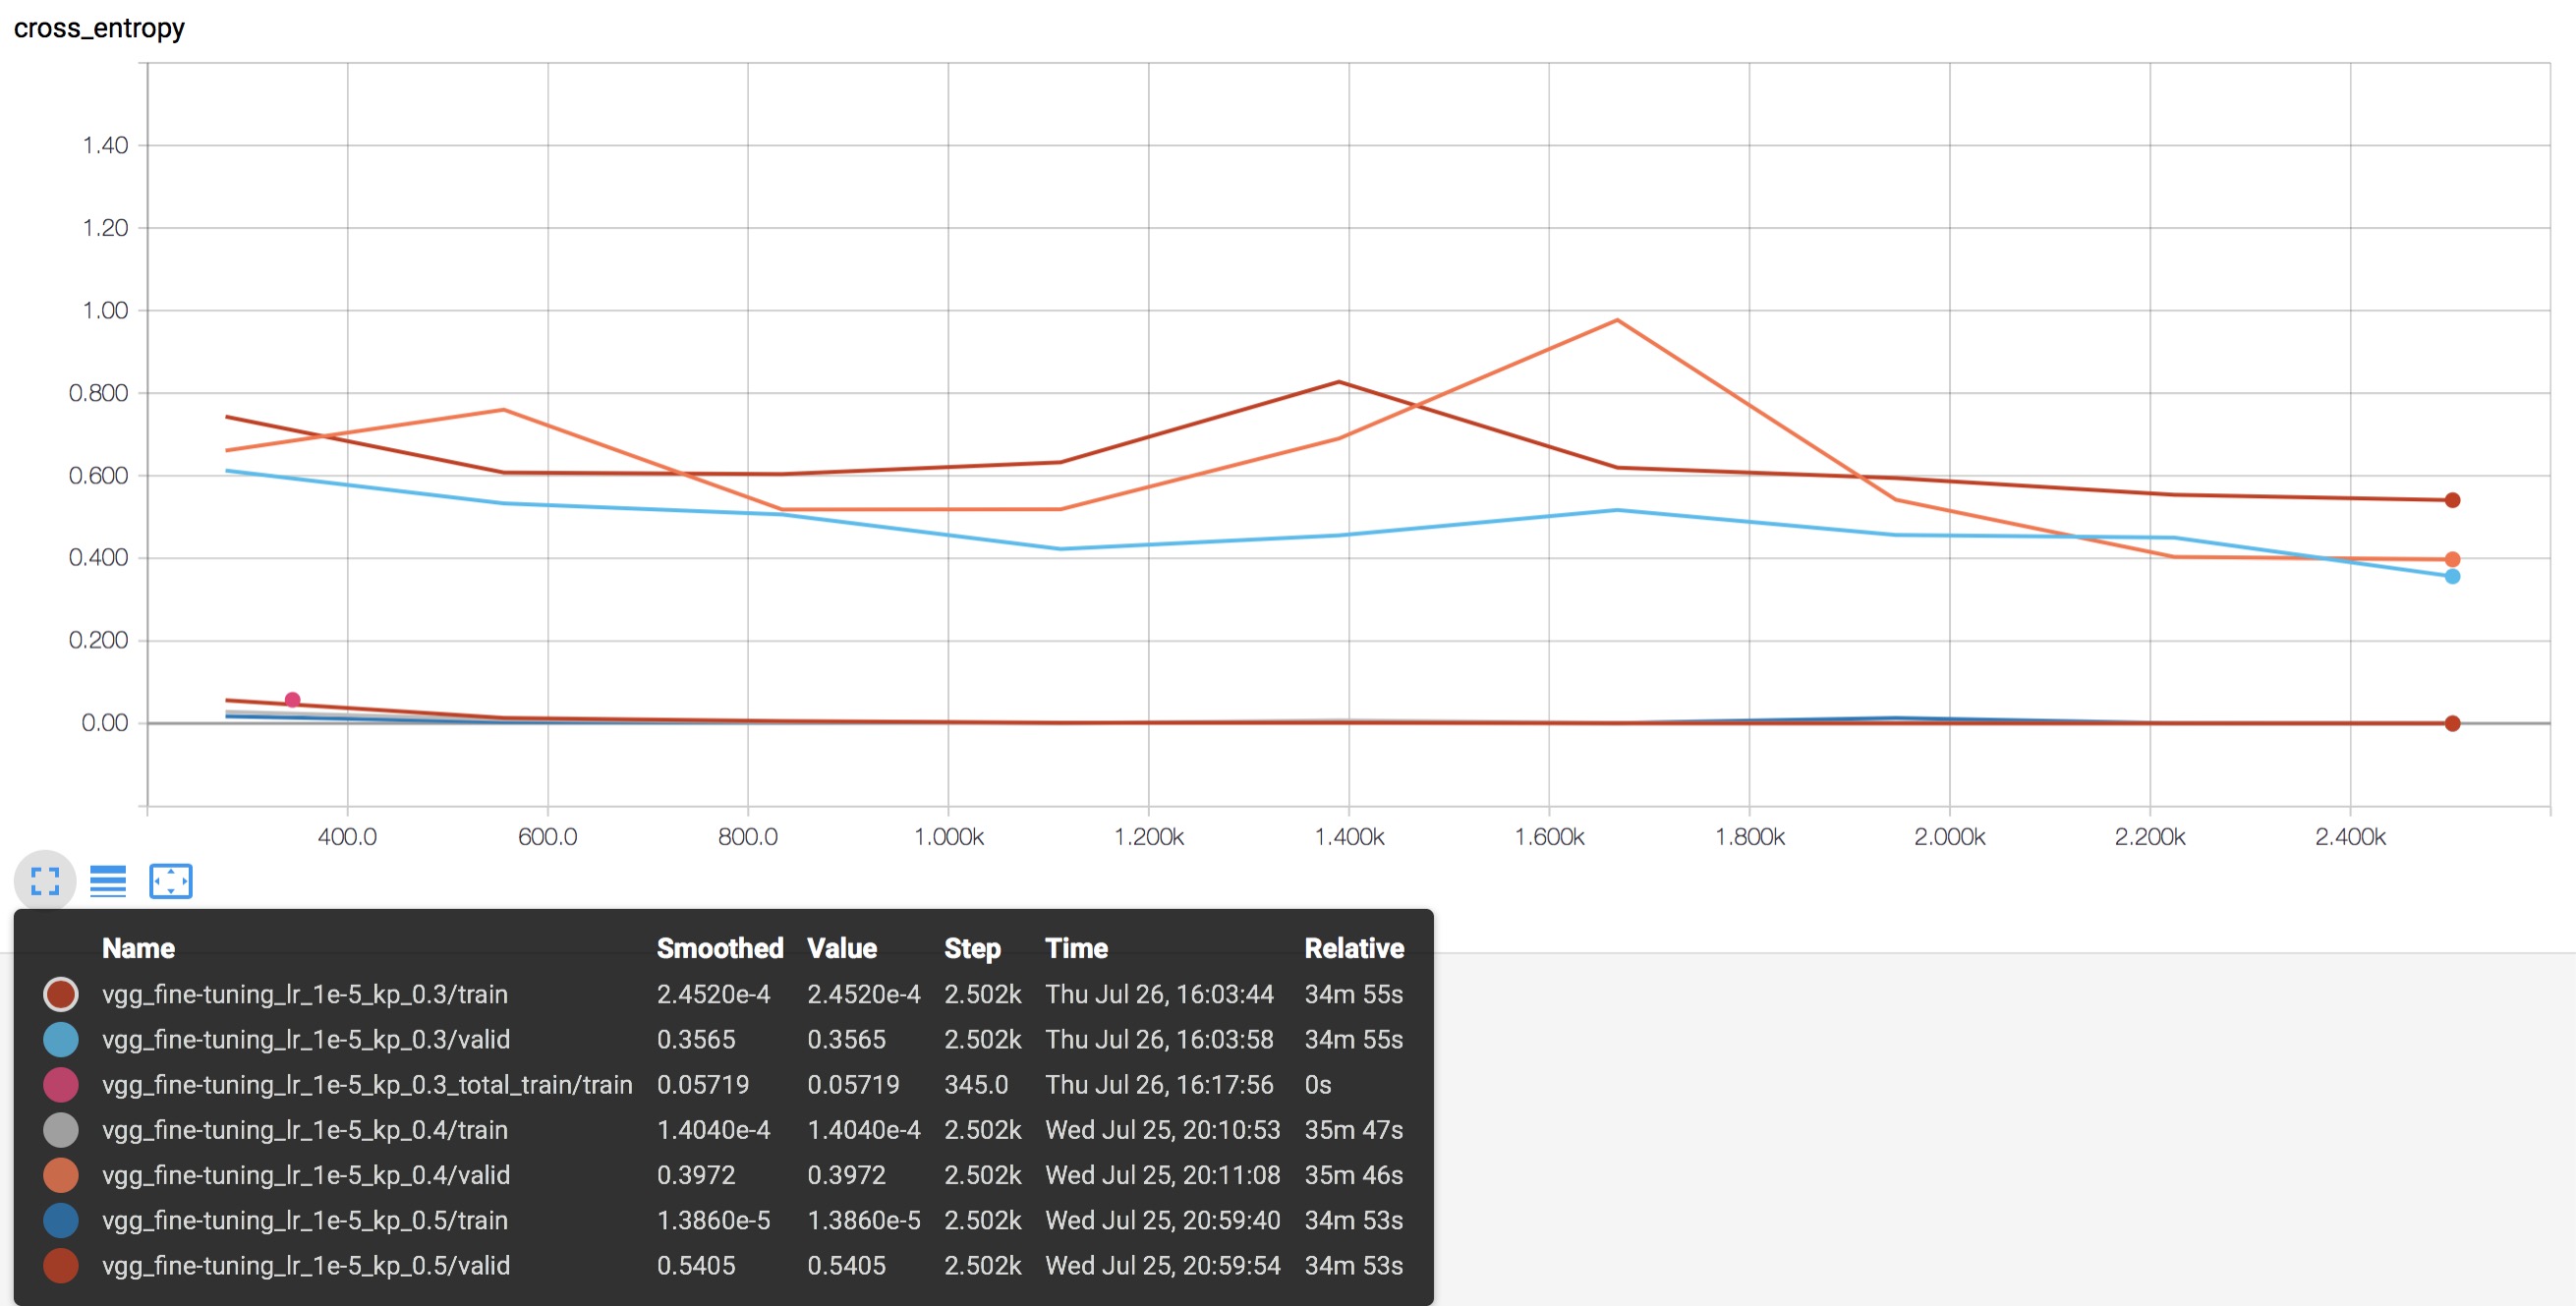 cross_entropy
1.40
1.20
1.00
0.800
0.600
0.400
0.200
0.00
400.0 600.0 800.0 1.000k 1.200k 1.400k 1.600k 1.800k 2.000k 2.200k 2.400k
Name Smoothed Value Step Time Relative
vgg_fine-tuning_lr_1e-5_kp_0.3/train 2.4520e-4 2.4520e-4 2.502k Thu Jul 26, 16:03:44 34m 55s
vgg_fine-tuning_lr_1e-5_kp_0.3/valid 0.3565 0.3565 2.502k Thu Jul 26, 16:03:58 34m 55s
vgg_fine-tuning_lr_1e-5_kp_0.3_total_train/train 0.05719 0.05719 345.0 Thu Jul 26, 16:17:56 0s
vgg_fine-tuning_lr_1e-5_kp_0.4/train 1.4040e-4 1.4040e-4 2.502k Wed Jul 25, 20:10:53 35m 47s
vgg_fine-tuning_lr_1e-5_kp_0.4/valid 0.3972 0.3972 2.502k Wed Jul 25, 20:11:08 35m 46s
vgg_fine-tuning_lr_1e-5_kp_0.5/train 1.3860e-5 1.3860e-5 2.502k Wed Jul 25, 20:59:40 34m 53s
vgg_fine-tuning_lr_1e-5_kp_0.5/valid 0.5405 0.5405 2.502k Wed Jul 25, 20:59:54 34m 53s